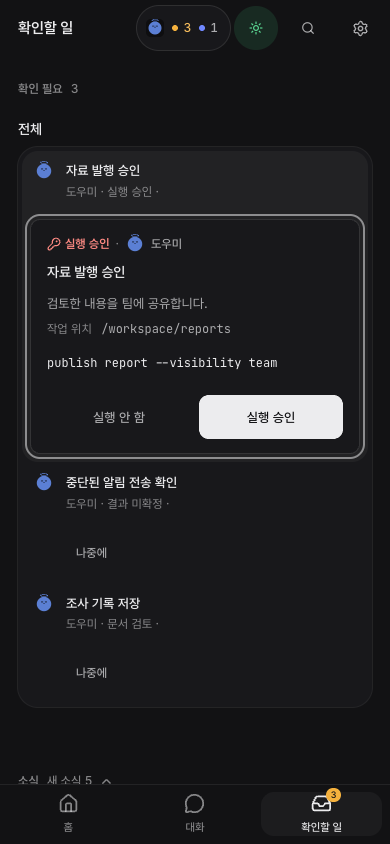 확인할 일
3
1
확인 필요 3
전체
자료 발행 승인
도우미 · 실행 승인 ·
실행 승인 · 도우미
자료 발행 승인
검토한 내용을 팀에 공유합니다.
작업 위치 /workspace/reports
publish report --visibility team
실행 안 함
실행 승인
중단된 알림 전송 확인
도우미 · 결과 미확정 ·
나중에
조사 기록 저장
도우미 · 문서 검토 ·
나중에
소식 새 소식 5
3
홈
대화
확인할 일